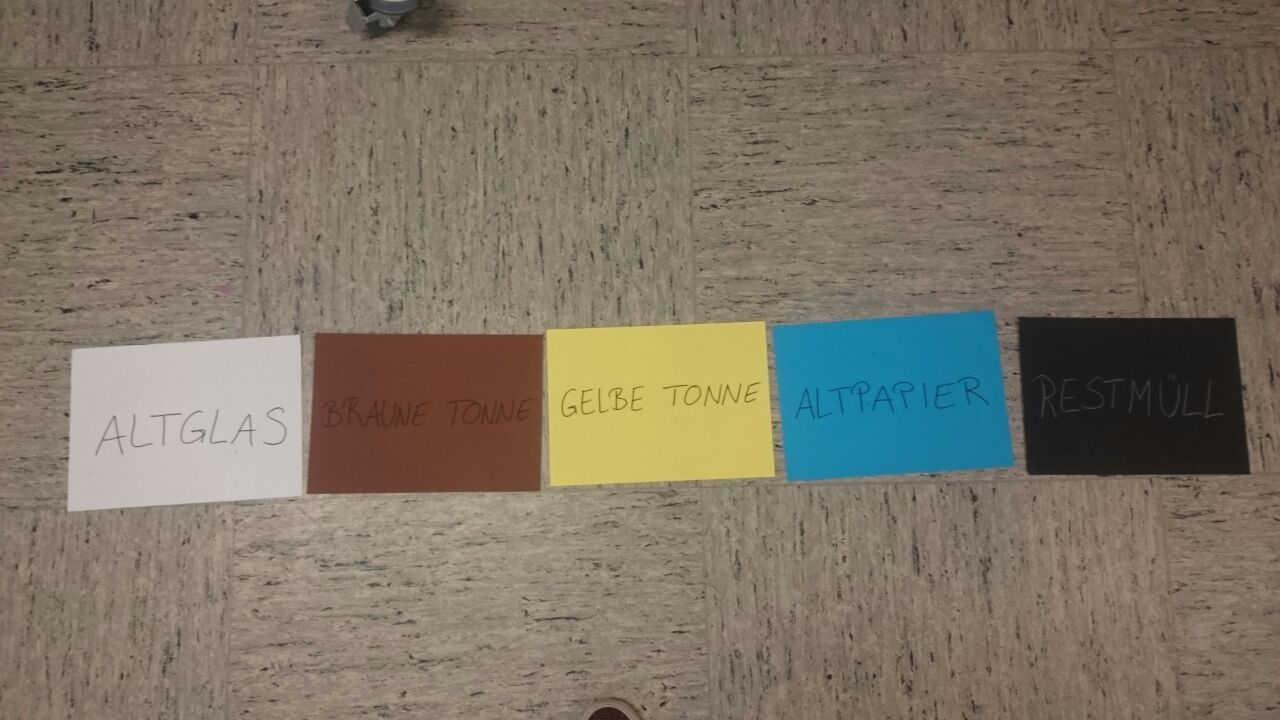 ALTGLAS
BRAUNE TONNE
GELBE TONNE
ALTPAPIER
RESTMÜLL